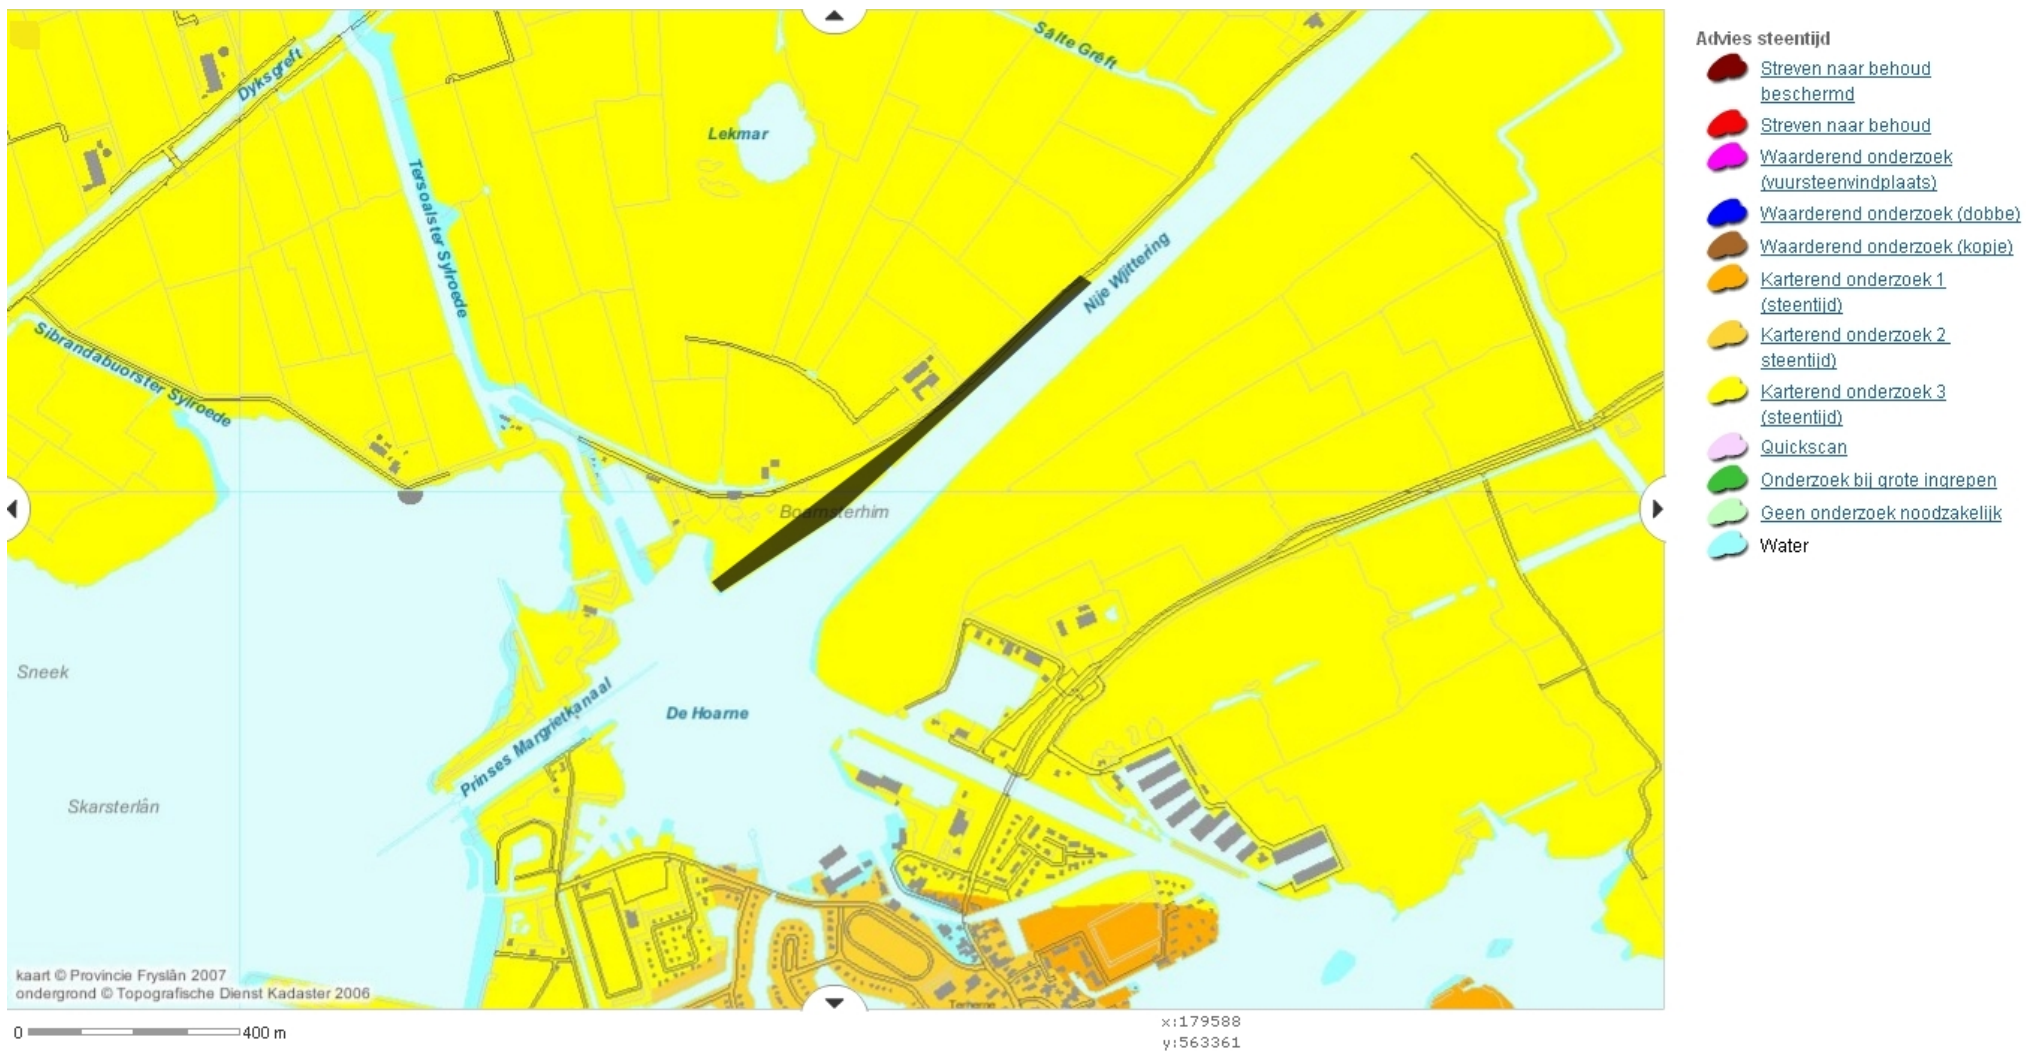 Advies steentijd
Streven naar behoud
beschermd
Streven naar behoud
Waarderend onderzoek
(vuursteenvindplaats)
Waarderend onderzoek (dobbe)
Waarderend onderzoek (kopje)
Karterend onderzoek 1
(steentijd)
Karterend onderzoek 2
steentijd)
Karterend onderzoek 3
(steentijd)
Quickscan
Onderzoek bij grote ingrepen
Geen onderzoek noodzakelijk
Water
Dyksgreft
Sâlte Greft
Lekmar
Tersoalster Sylroede
Nije Wjittering
Sibrandabuorster Sylroede
Boarnsterhim
Sneek
Prinses Margrietkanaal
De Hoarne
Skarsterlân
Terherne
kaart © Provincie Fryslân 2007
ondergrond © Topografische Dienst Kadaster 2006
0 400 m
x:179588
y:563361